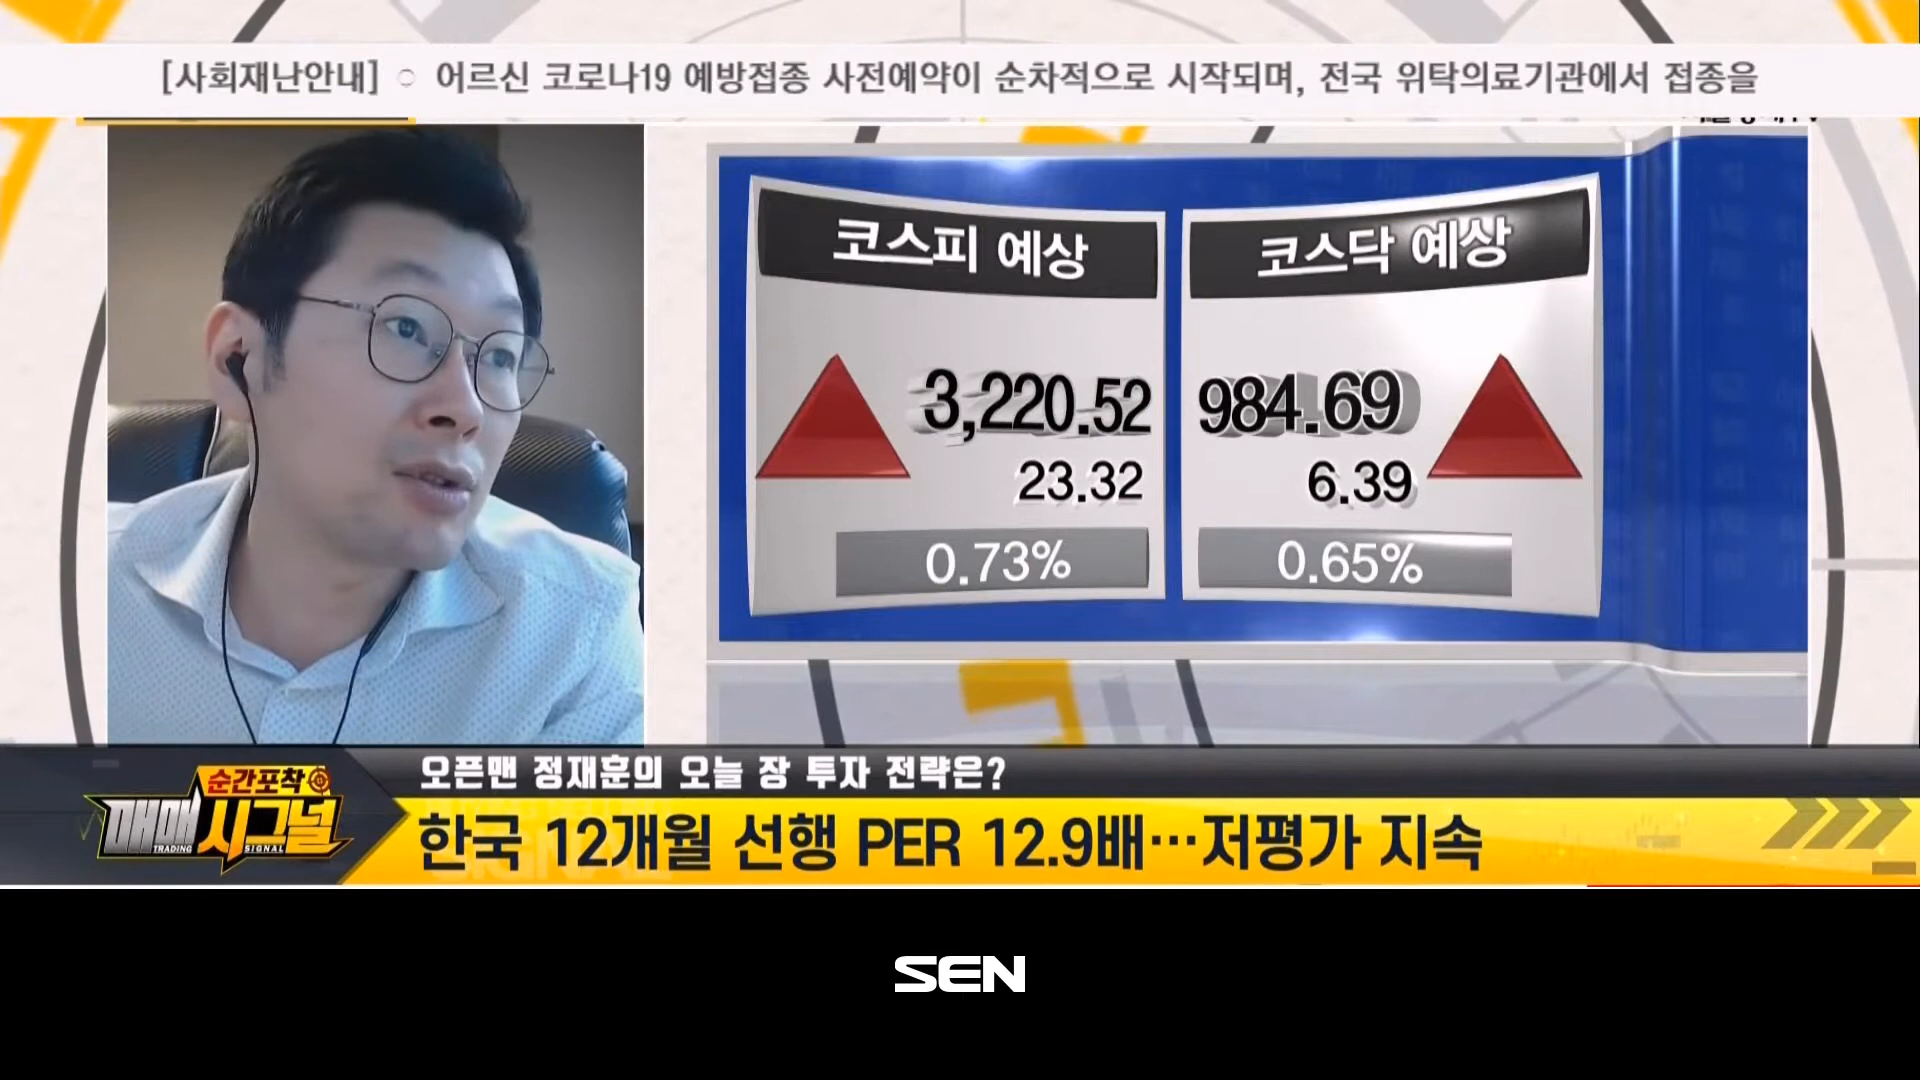 [사회재난안내] ○ 어르신 코로나19 예방접종 사전예약이 순차적으로 시작되며, 전국 위탁의료기관에서 접종을
코스피 예상
3,220.52
23.32
0.73%
코스닥 예상
984.69
6.39
0.65%
순간포착
매매 시그널
TRADING SIGNAL
오픈맨 정재훈의 오늘 장 투자 전략은?
한국 12개월 선행 PER 12.9배…저평가 지속
SEN